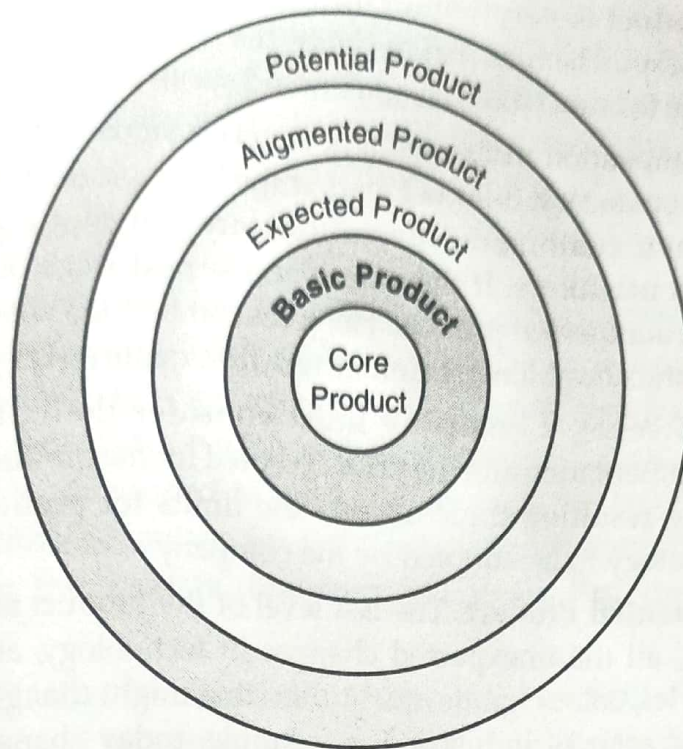 Potential Product
Augmented Product
Expected Product
Basic Product
Core
Product